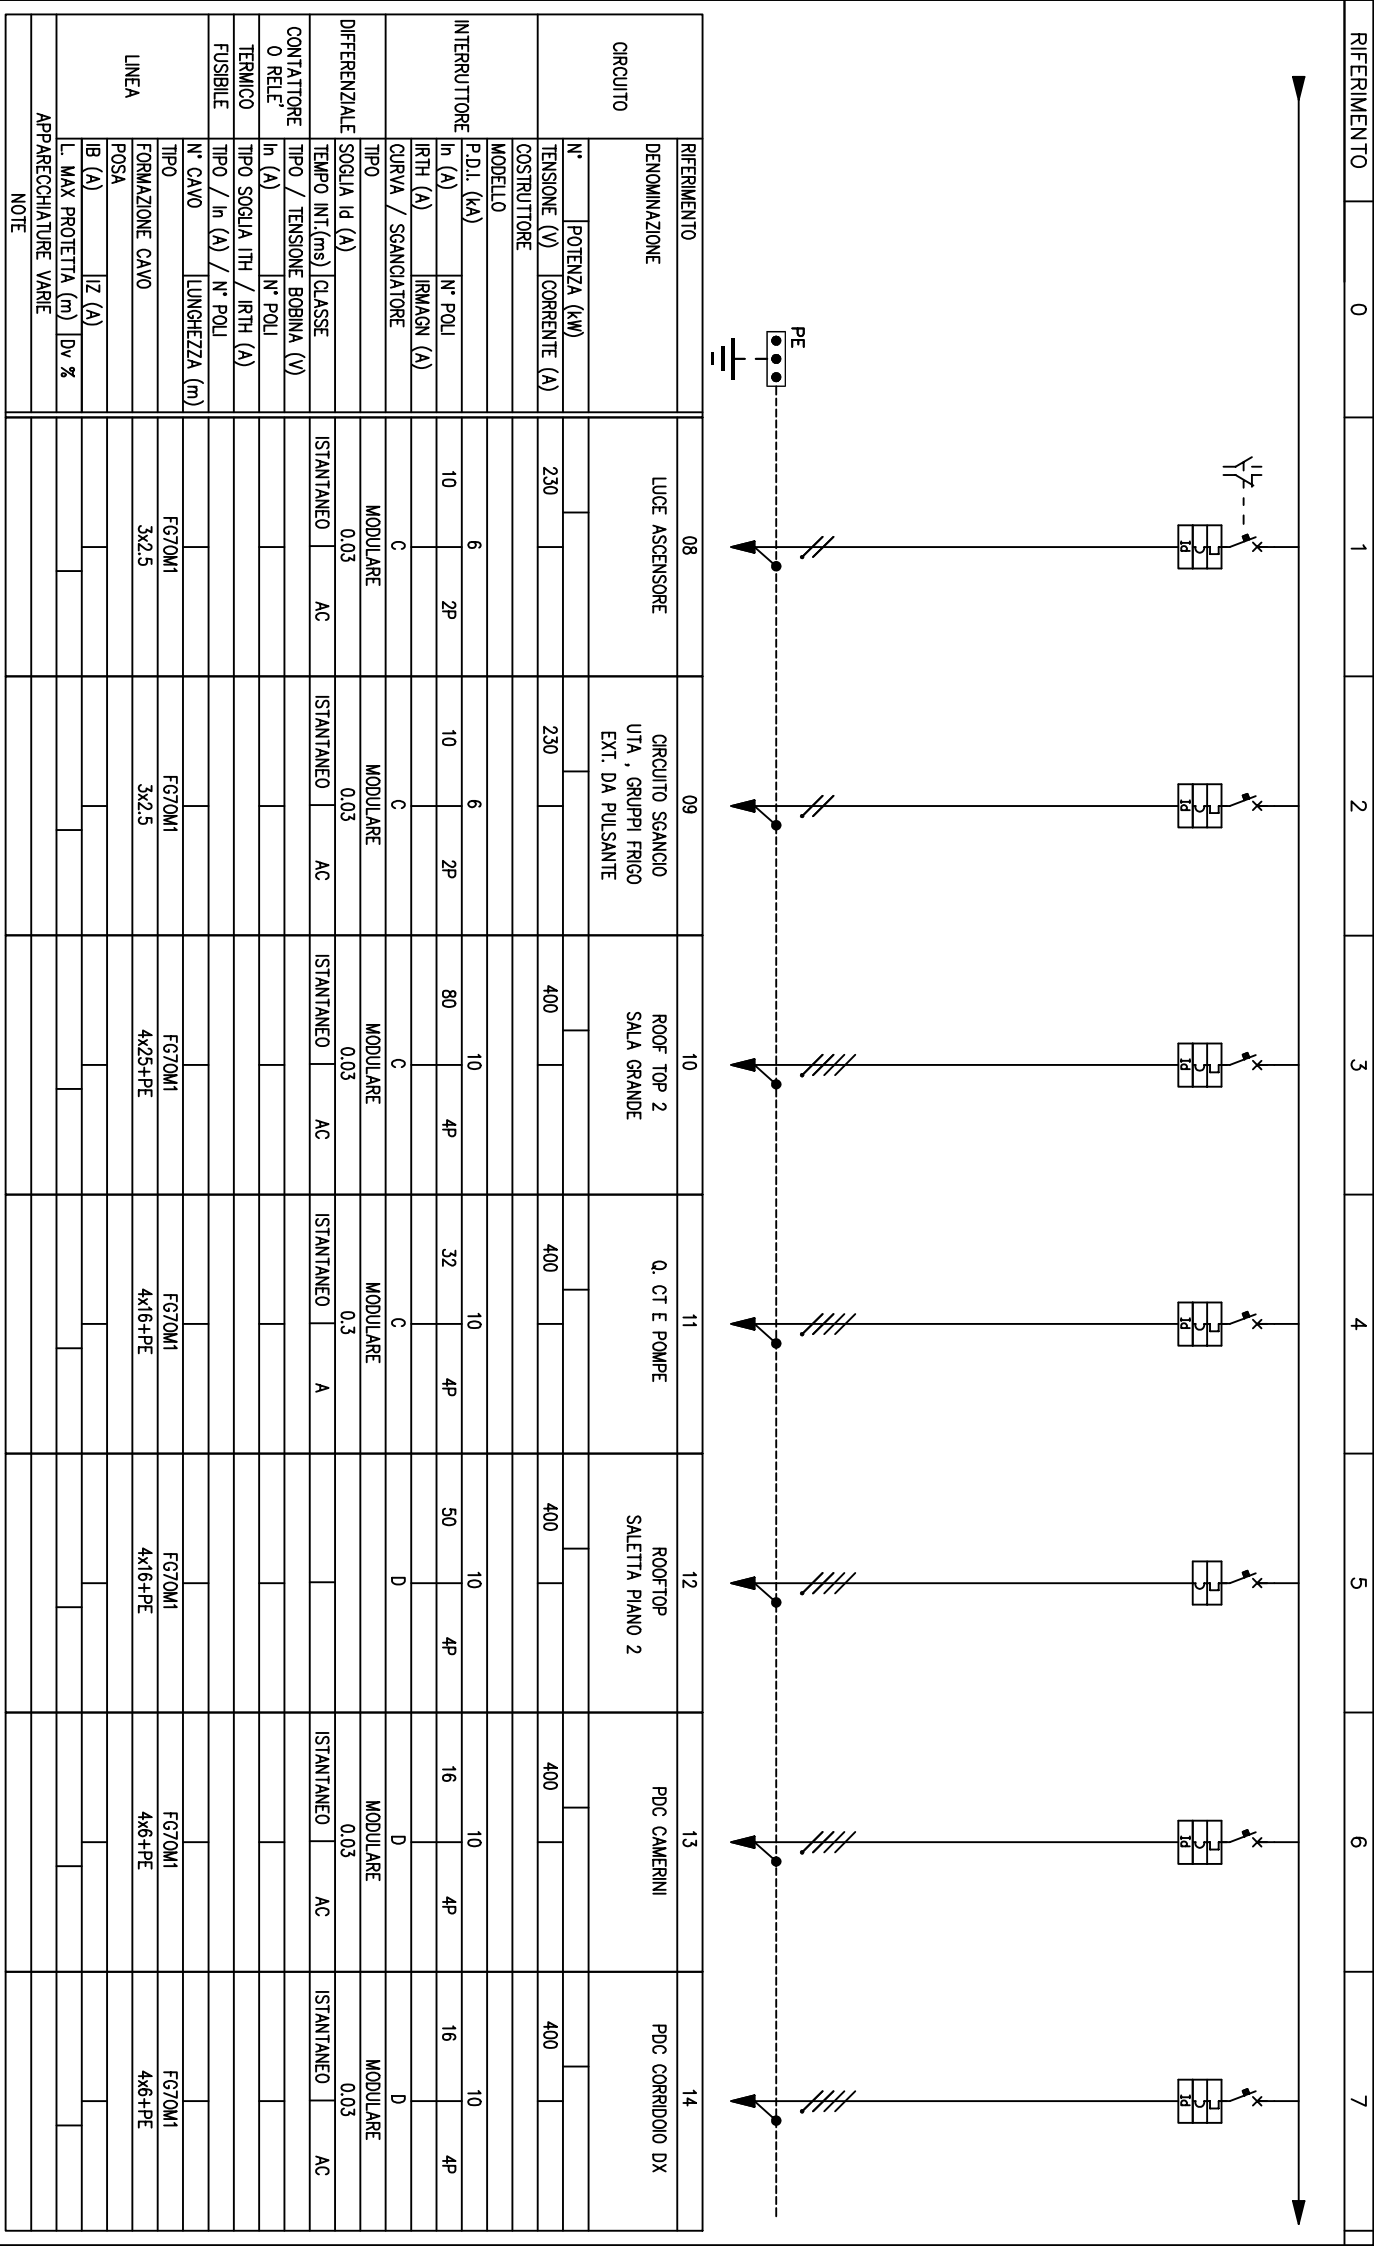 RIFERIMENTO 0 1 2 3 4 5 6 7
PE
Id Id Id Id Id Id
CIRCUITO
RIFERIMENTO 08 09 10 11 12 13 14
DENOMINAZIONE
LUCE ASCENSORE
CIRCUITO SGANCIO
UTA , GRUPPI FRIGO
EXT. DA PULSANTE
ROOF TOP 2
SALA GRANDE
Q. CT E POMPE
ROOFTOP
SALETTA PIANO 2
PDC CAMERINI
PDC CORRIDOIO DX
N° POTENZA (kW)
TENSIONE (V) CORRENTE (A) 230 230 400 400 400 400 400
INTERRUTTORE
COSTRUTTORE
MODELLO
P.D.I. (kA) 6 6 10 10 10 10 10
In (A) N° POLI 10 2P 10 2P 80 4P 32 4P 50 4P 16 4P 16 4P
IRTH (A) IRMAGN (A)
CURVA / SGANCIATORE C C C C D D D
DIFFERENZIALE
TIPO MODULARE MODULARE MODULARE MODULARE MODULARE MODULARE
SOGLIA Id (A) 0.03 0.03 0.03 0.3 0.03 0.03
TEMPO INT.(ms) CLASSE ISTANTANEO AC ISTANTANEO AC ISTANTANEO AC ISTANTANEO A ISTANTANEO AC ISTANTANEO AC
CONTATTORE
O RELE'
TIPO / TENSIONE BOBINA (V)
In (A) N° POLI
TERMICO TIPO SOGLIA ITH / IRTH (A)
FUSIBILE TIPO / In (A) / N° POLI
LINEA
N° CAVO LUNGHEZZA (m)
TIPO FG7OM1 FG7OM1 FG7OM1 FG7OM1 FG7OM1 FG7OM1 FG7OM1
FORMAZIONE CAVO 3x2.5 3x2.5 4x25+PE 4x16+PE 4x16+PE 4x6+PE 4x6+PE
POSA
IB (A) IZ (A)
L. MAX PROTETTA (m) Dv %
APPARECCHIATURE VARIE
NOTE